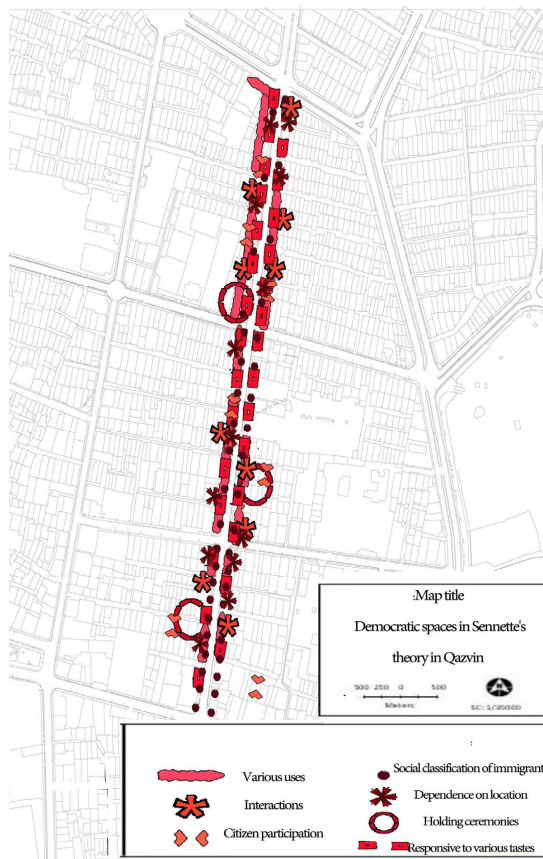 :Map title
Democratic spaces in Sennette's
theory in Qazvin
500 250 0 500
Meters
N
SC: 1/35000
:
Various uses
Interactions
Citizen participation
Social classification of immigrant
Dependence on location
Holding ceremonies
Responsive to various tastes